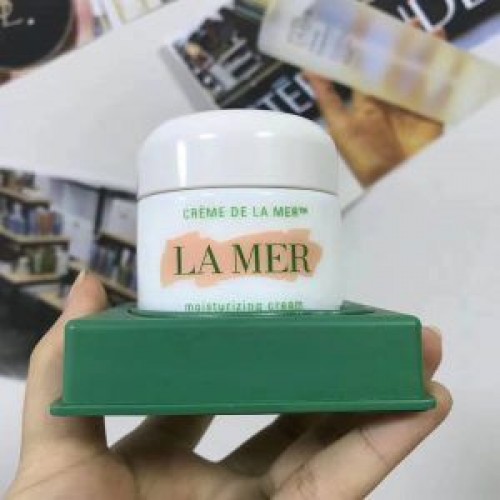 CRÈME DE LA MER™
LA MER
moisturizing cream